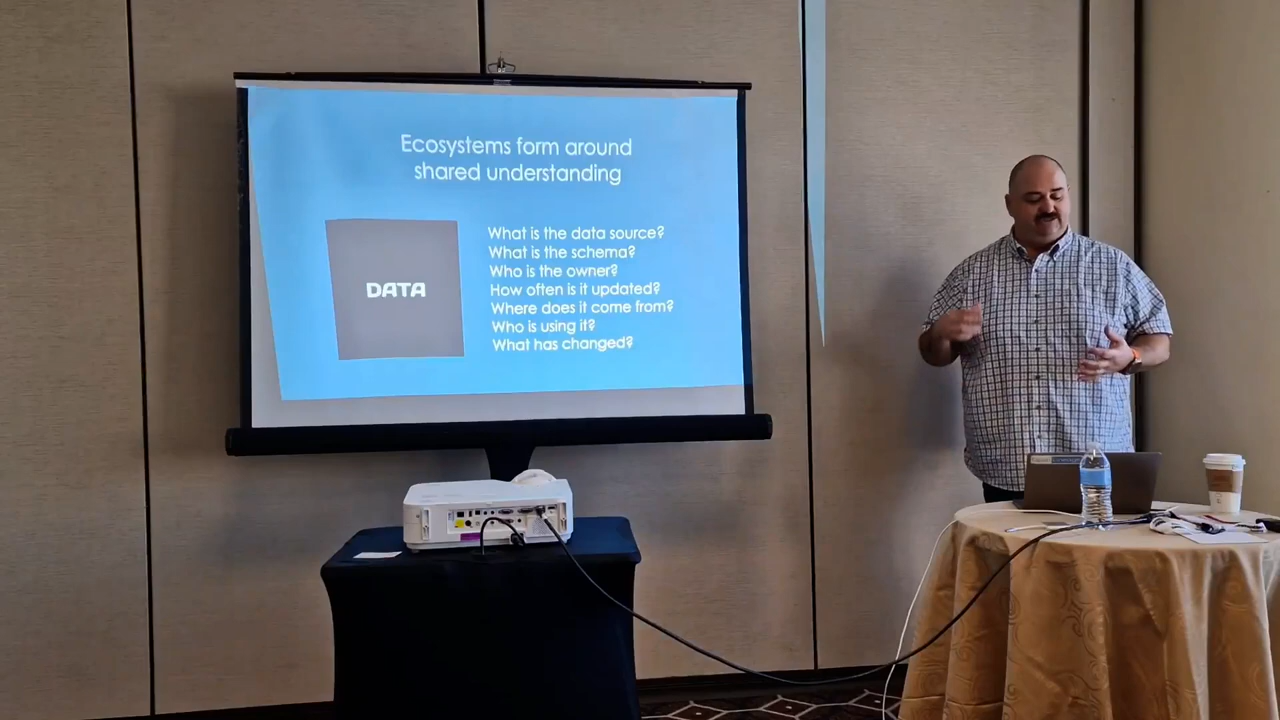 Ecosystems form around
shared understanding
DATA
What is the data source?
What is the schema?
Who is the owner?
How often is it updated?
Where does it come from?
Who is using it?
What has changed?